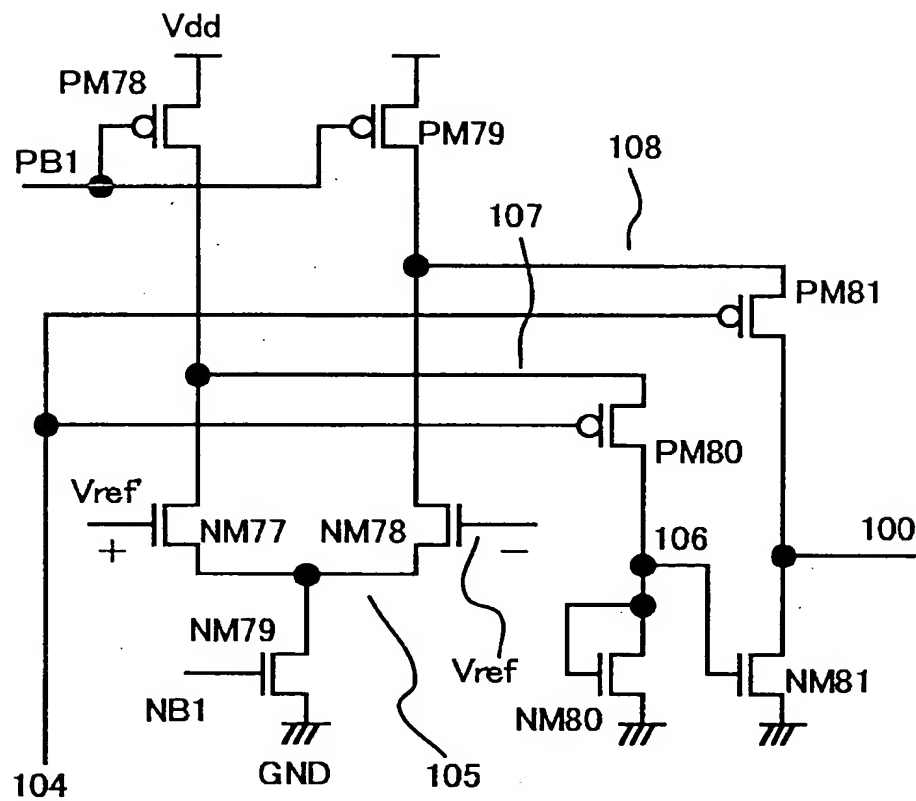 Vdd
PM78
PM79
108
PB1
107
PM81
PM80
Vref'
NM77
NM78
106
100
+
−
NM79
Vref
NM81
NB1
NM80
GND
105
104